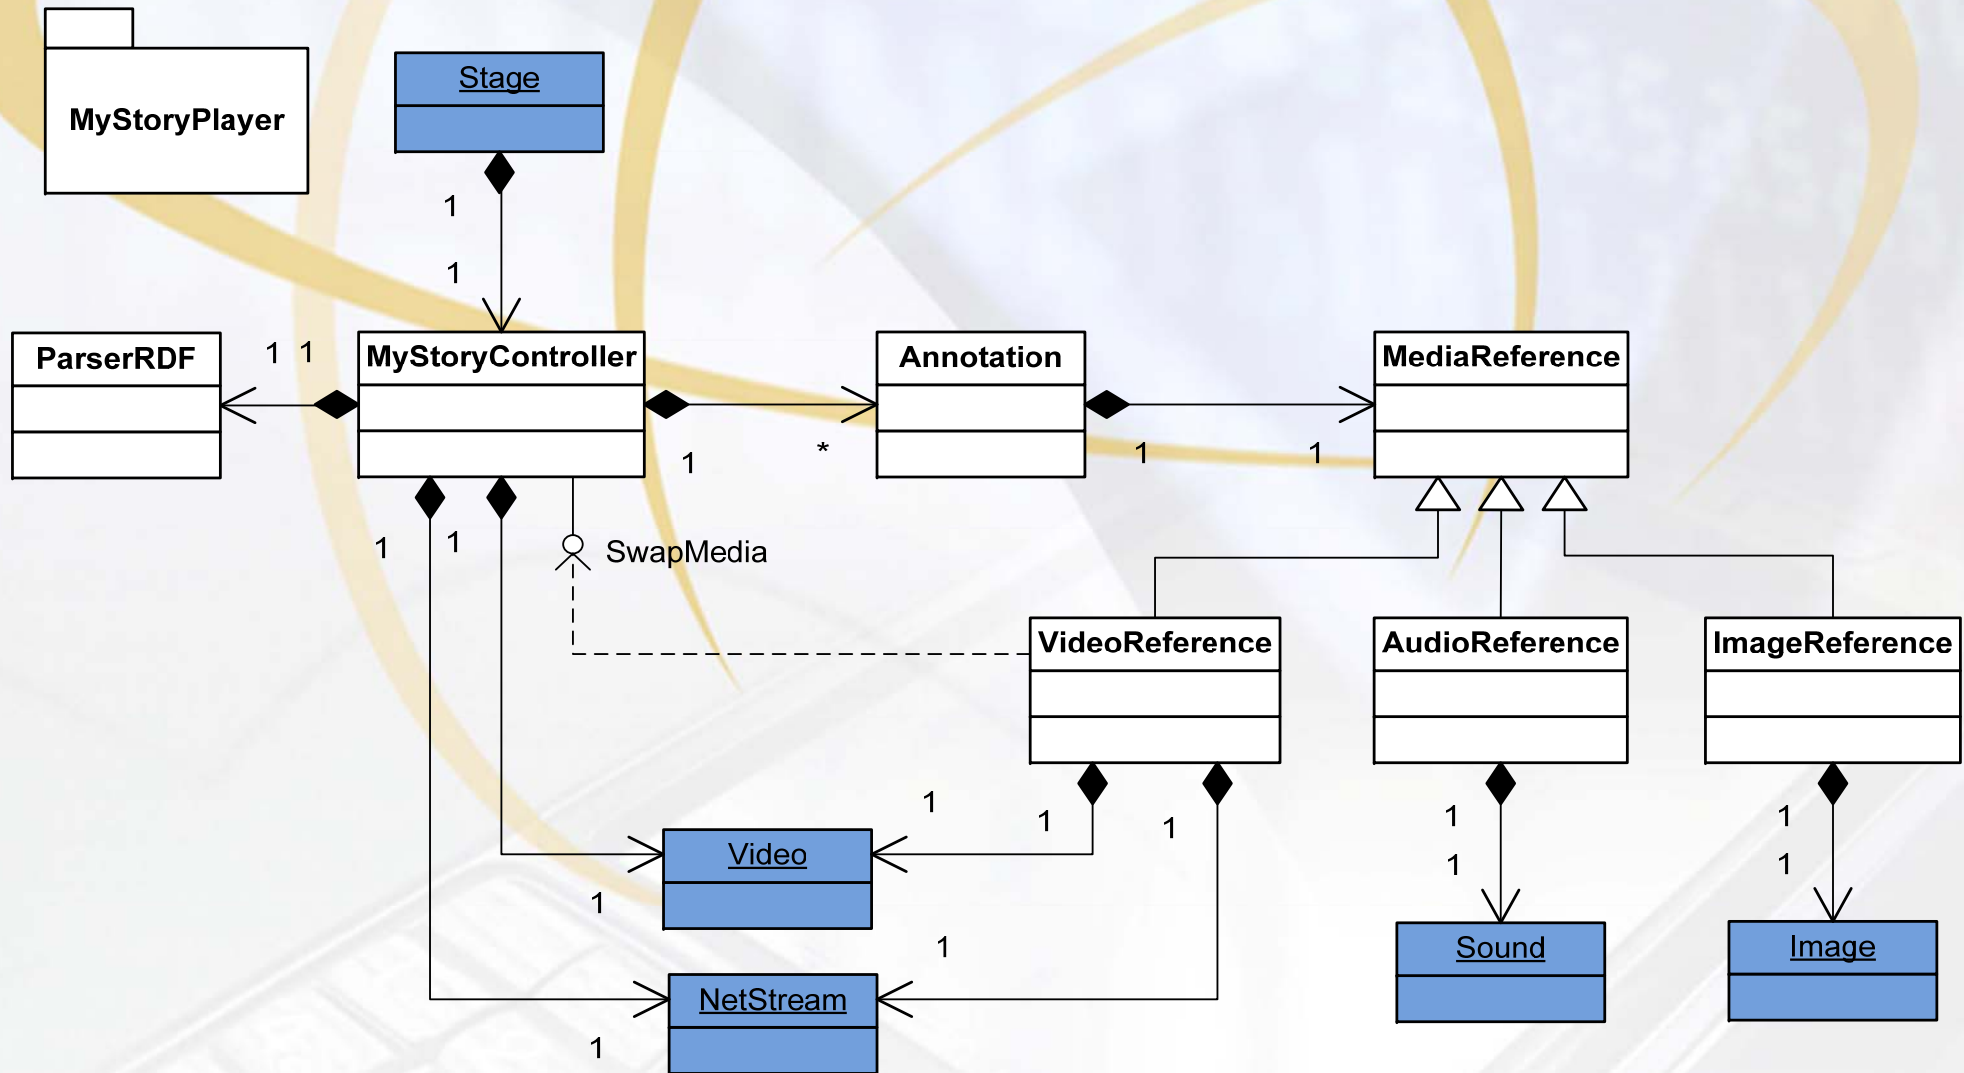 Stage
MyStoryPlayer
1
1
ParserRDF
1 1
MyStoryController
Annotation
MediaReference
1
*
1
1
1
1
SwapMedia
VideoReference
AudioReference
ImageReference
1
1
1
1
1
Video
1
1
Sound
Image
1
1
NetStream
1